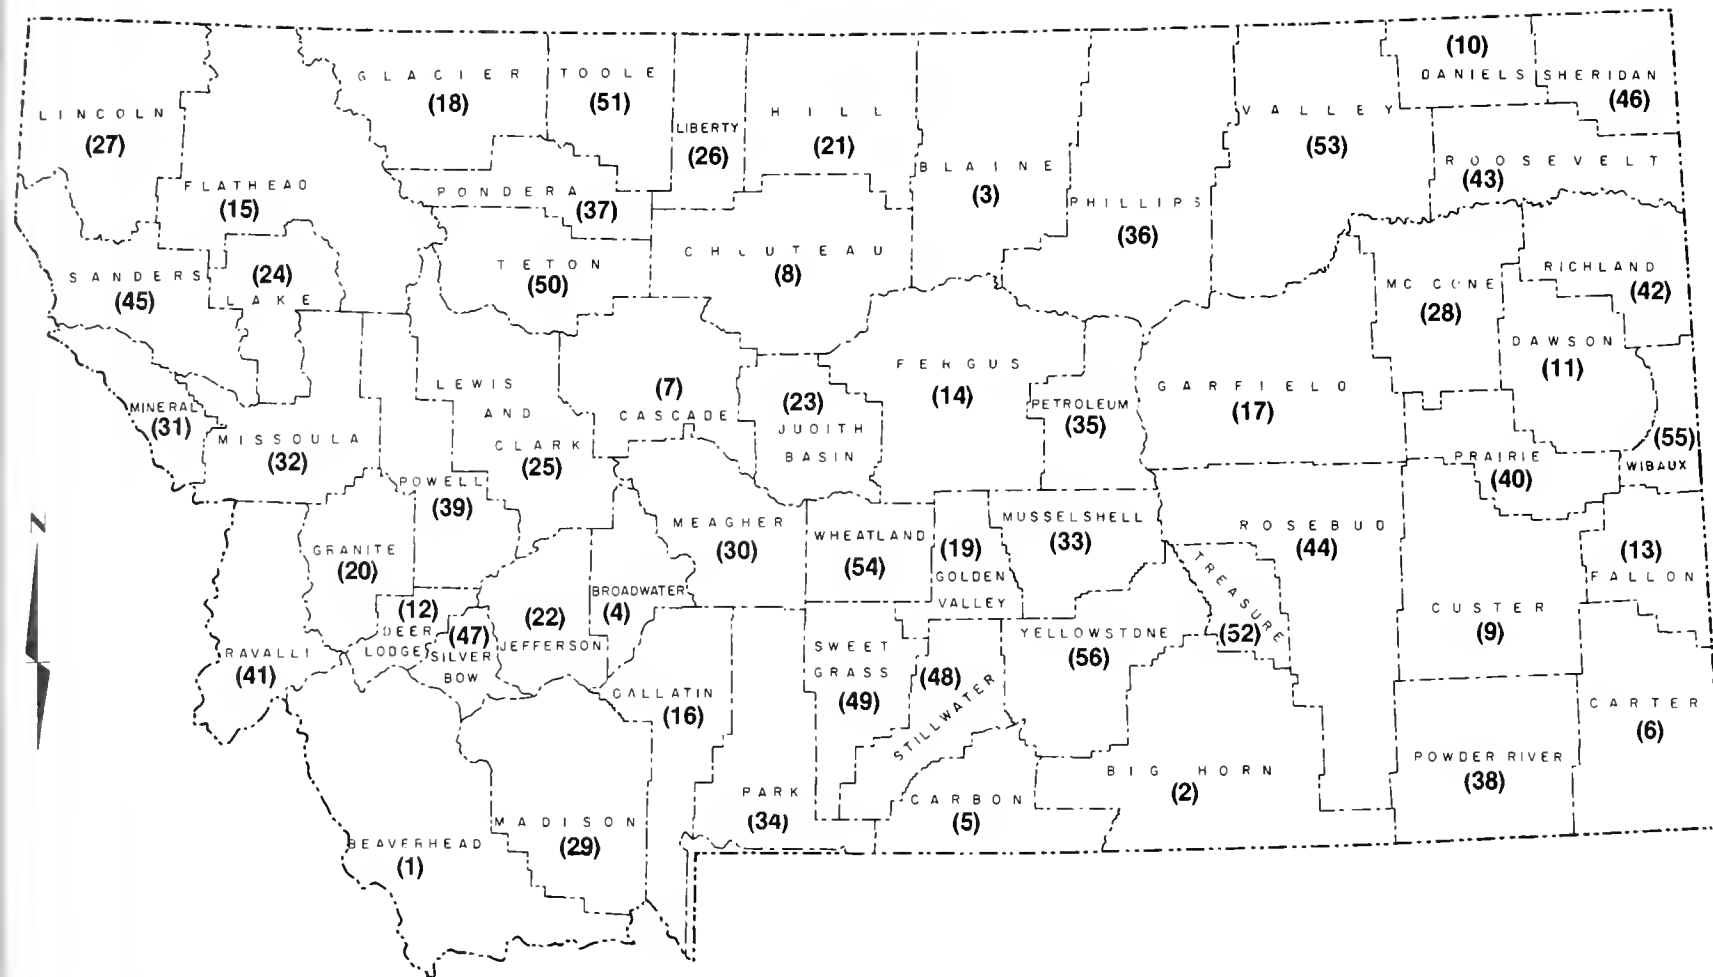 LINCOLN
(27)
FLATHEAD
(15)
GLACIER
(18)
TOOLE
(51)
LIBERTY
(26)
HILL
(21)
BLAINE
(3)
PHILLIPS
(36)
VALLEY
(53)
(10)
DANIELS
SHERIDAN
(46)
ROOSEVELT
(43)
PONDERA
(37)
SANDERS
(45)
(24)
LAKE
TETON
(50)
CHOUTEAU
(8)
MC CONE
(28)
RICHLAND
(42)
DAWSON
(11)
MINERAL
(31)
MISSOULA
(32)
LEWIS
AND
CLARK
(25)
(7)
CASCADE
(23)
JUDITH
BASIN
FERGUS
(14)
PETROLEUM
(35)
GARFIELD
(17)
PRAIRIE
(40)
(55)
WIBAUX
POWELL
(39)
MEAGHER
(30)
WHEATLAND
(54)
(19)
GOLDEN
VALLEY
MUSSELSHELL
(33)
ROSEBUD
(44)
TREASURE
(52)
CUSTER
(9)
(13)
FALLON
N
GRANITE
(20)
(12)
DEER
LODGE
(47)
SILVER
BOW
(22)
JEFFERSON
BROADWATER
(4)
RAVALLI
(41)
GALLATIN
(16)
SWEET
GRASS
(49)
(48)
STILLWATER
YELLOWSTONE
(56)
BIG HORN
(2)
POWDER RIVER
(38)
CARTER
(6)
BEAVERHEAD
(1)
MADISON
(29)
PARK
(34)
CARBON
(5)